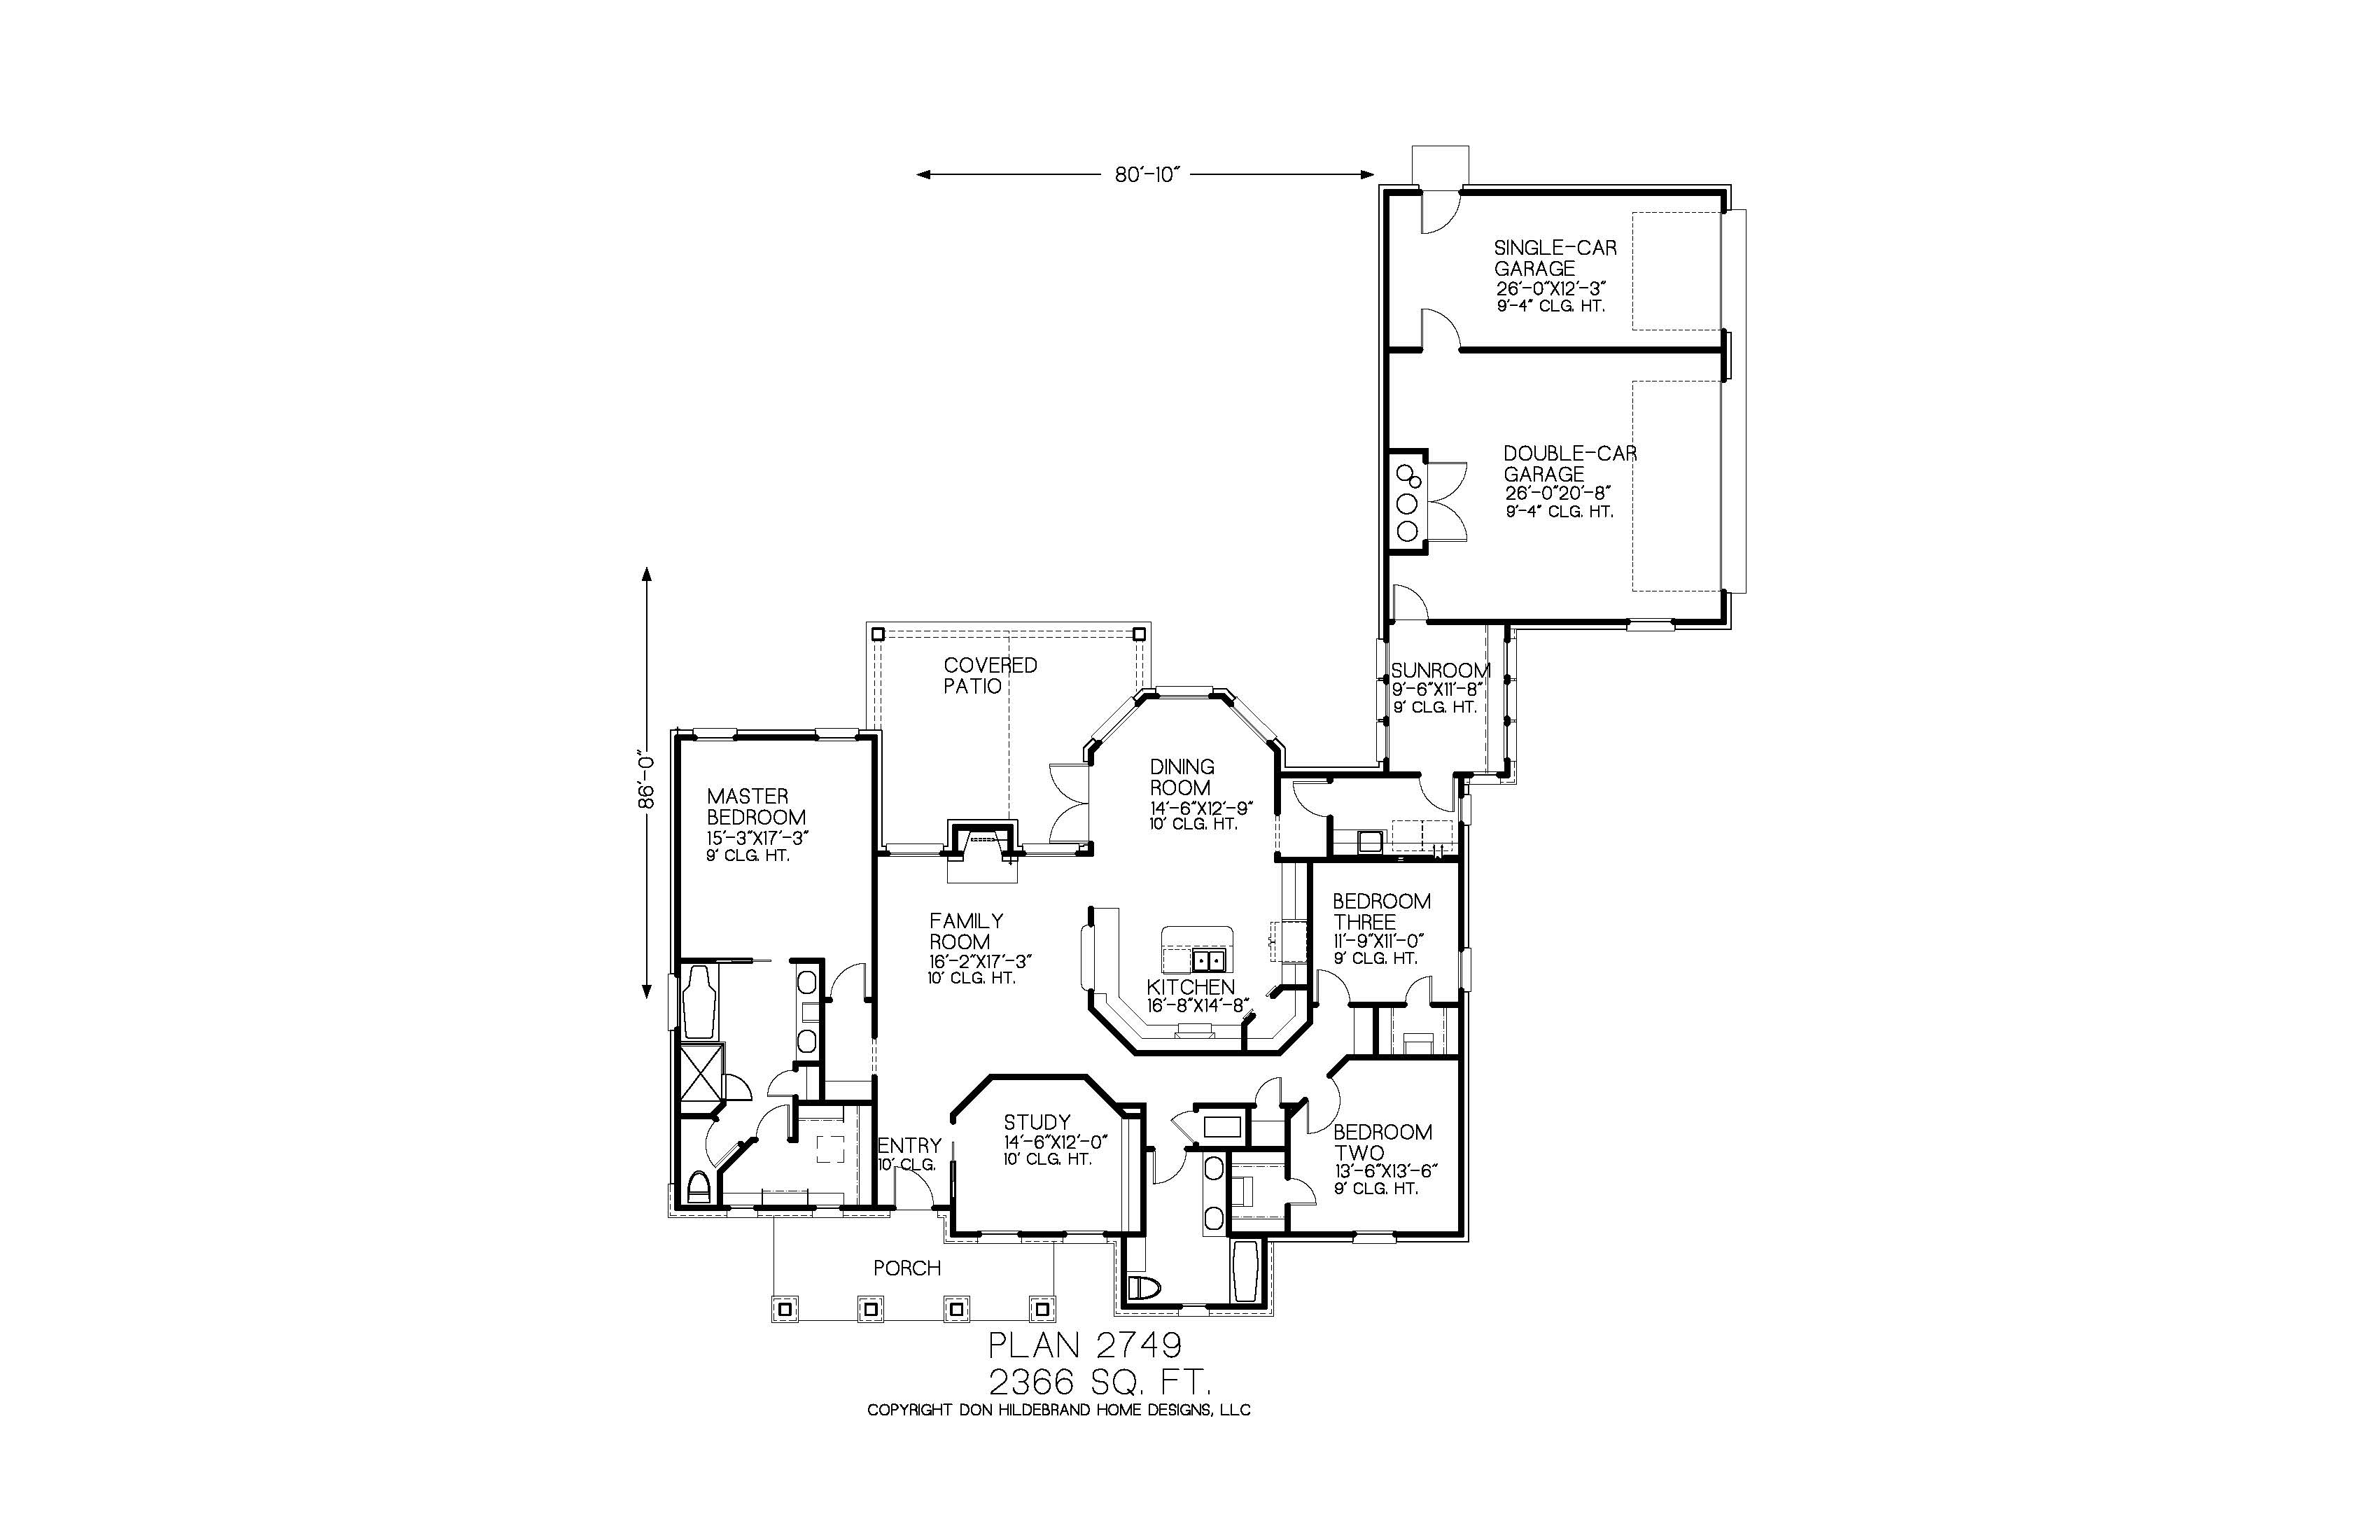 80'-10"
SINGLE-CAR
GARAGE
26'-0"X12'-3"
9'-4" CLG. HT.
DOUBLE-CAR
GARAGE
26'-0"20'-8"
9'-4" CLG. HT.
COVERED
PATIO
SUNROOM
9'-6"X11'-8"
9' CLG. HT.
86'-0"
MASTER
BEDROOM
15'-3"X17'-3"
9' CLG. HT.
DINING
ROOM
14'-6"X12'-9"
10' CLG. HT.
FAMILY
ROOM
16'-2"X17'-3"
10' CLG. HT.
KITCHEN
16'-8"X14'-8"
BEDROOM
THREE
11'-9"X11'-0"
9' CLG. HT.
ENTRY
10' CLG.
STUDY
14'-6"X12'-0"
10' CLG. HT.
BEDROOM
TWO
13'-6"X13'-6"
9' CLG. HT.
PORCH
PLAN 2749
2366 SQ. FT.
COPYRIGHT DON HILDEBRAND HOME DESIGNS, LLC